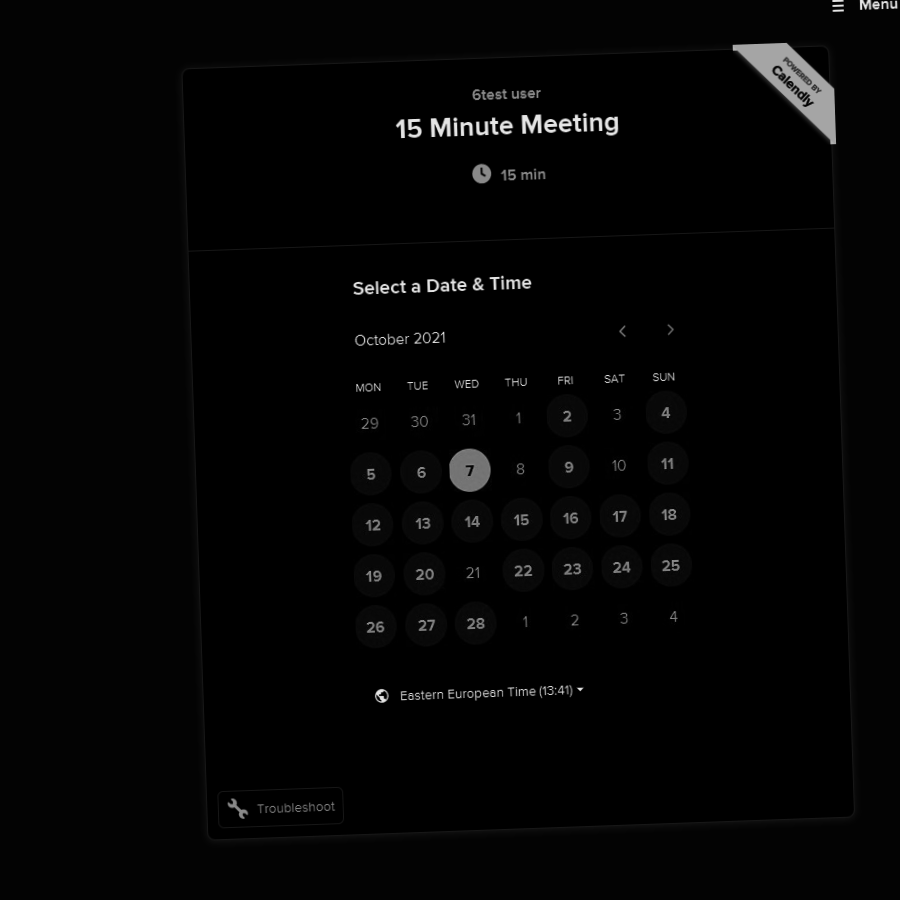 ☰ Menu
POWERED BY
Calendly
6test user
15 Minute Meeting
15 min
Select a Date & Time
October 2021
MON TUE WED THU FRI SAT SUN
29 30 31 1 2 3 4
5 6 7 8 9 10 11
12 13 14 15 16 17 18
19 20 21 22 23 24 25
26 27 28 1 2 3 4
Eastern European Time (13:41)
Troubleshoot